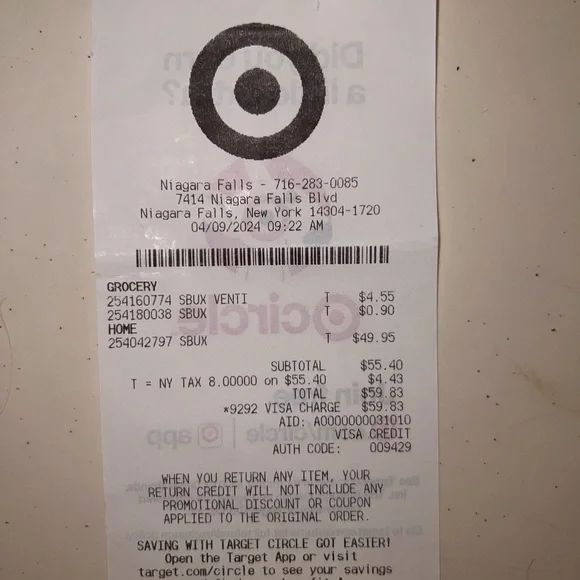 Niagara Falls - 716-283-0085
7414 Niagara Falls Blvd
Niagara Falls, New York 14304-1720
04/09/2024 09:22 AM
GROCERY
254160774 SBUX VENTI T $4.55
254180038 SBUX T $0.90
HOME
254042797 SBUX T $49.95
SUBTOTAL $55.40
T = NY TAX 8.00000 on $55.40 $4.43
TOTAL $59.83
*9292 VISA CHARGE $59.83
AID: A0000000031010
VISA CREDIT
AUTH CODE: 009429
WHEN YOU RETURN ANY ITEM, YOUR
RETURN CREDIT WILL NOT INCLUDE ANY
PROMOTIONAL DISCOUNT OR COUPON
APPLIED TO THE ORIGINAL ORDER.
SAVING WITH TARGET CIRCLE GOT EASIER!
Open the Target App or visit
target.com/circle to see your savings